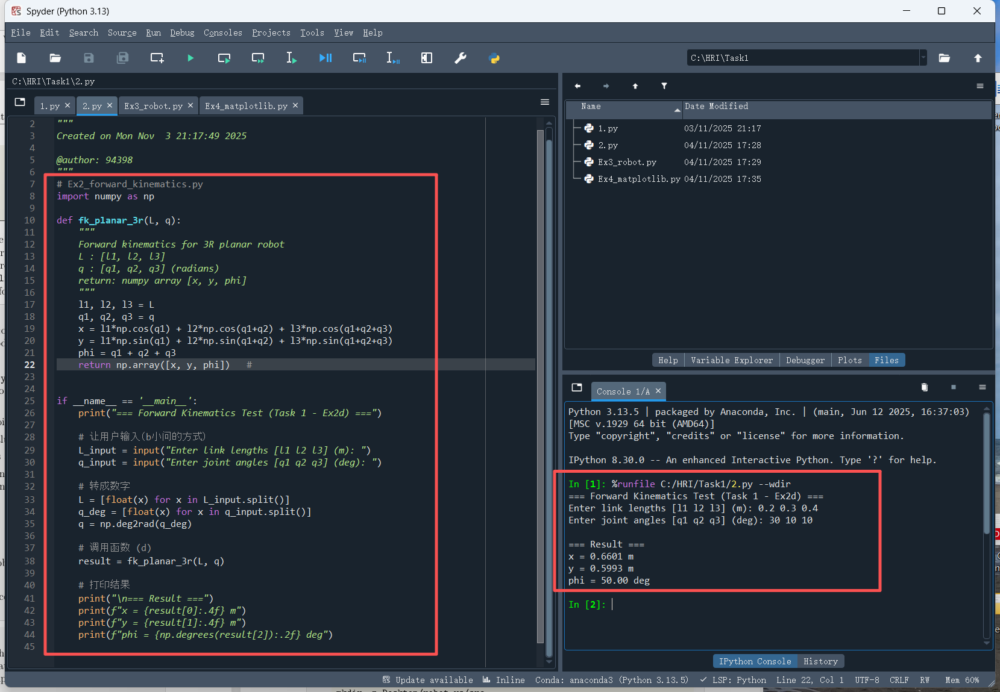 Spyder (Python 3.13)
File Edit Search Source Run Debug Consoles Projects Tools View Help
C:\HRI\Task1
C:\HRI\Task1\2.py
1.py 2.py Ex3_robot.py Ex4_matplotlib.py
2 """
3 Created on Mon Nov  3 21:17:49 2025
4
5 @author: 94398
6 """
7 # Ex2_forward_kinematics.py
8 import numpy as np
9
10 def fk_planar_3r(L, q):
11     """
12     Forward kinematics for 3R planar robot
13     L : [l1, l2, l3]
14     q : [q1, q2, q3] (radians)
15     return: numpy array [x, y, phi]
16     """
17     l1, l2, l3 = L
18     q1, q2, q3 = q
19     x = l1*np.cos(q1) + l2*np.cos(q1+q2) + l3*np.cos(q1+q2+q3)
20     y = l1*np.sin(q1) + l2*np.sin(q1+q2) + l3*np.sin(q1+q2+q3)
21     phi = q1 + q2 + q3
22     return np.array([x, y, phi])   #
23
24
25 if __name__ == '__main__':
26     print("=== Forward Kinematics Test (Task 1 - Ex2d) ===")
27
28     # 让用户输入(b小问的方式)
29     L_input = input("Enter link lengths [l1 l2 l3] (m): ")
30     q_input = input("Enter joint angles [q1 q2 q3] (deg): ")
31
32     # 转成数字
33     L = [float(x) for x in L_input.split()]
34     q_deg = [float(x) for x in q_input.split()]
35     q = np.deg2rad(q_deg)
36
37     # 调用函数 (d)
38     result = fk_planar_3r(L, q)
39
40     # 打印结果
41     print("\n=== Result ===")
42     print(f"x = {result[0]:.4f} m")
43     print(f"y = {result[1]:.4f} m")
44     print(f"phi = {np.degrees(result[2]):.2f} deg")
45
Name Date Modified
1.py 03/11/2025 21:17
2.py 04/11/2025 17:28
Ex3_robot.py 04/11/2025 17:29
Ex4_matplotlib.py 04/11/2025 17:35
Help Variable Explorer Debugger Plots Files
Console 1/A
Python 3.13.5 | packaged by Anaconda, Inc. | (main, Jun 12 2025, 16:37:03)
[MSC v.1929 64 bit (AMD64)]
Type "copyright", "credits" or "license" for more information.
IPython 8.30.0 -- An enhanced Interactive Python. Type '?' for help.
In [1]: %runfile C:/HRI/Task1/2.py --wdir
=== Forward Kinematics Test (Task 1 - Ex2d) ===
Enter link lengths [l1 l2 l3] (m): 0.2 0.3 0.4
Enter joint angles [q1 q2 q3] (deg): 30 10 10
=== Result ===
x = 0.6601 m
y = 0.5993 m
phi = 50.00 deg
In [2]:
IPython Console History
Update available Inline Conda: anaconda3 (Python 3.13.5) LSP: Python Line 22, Col 1 UTF-8 CRLF RW Mem 60%